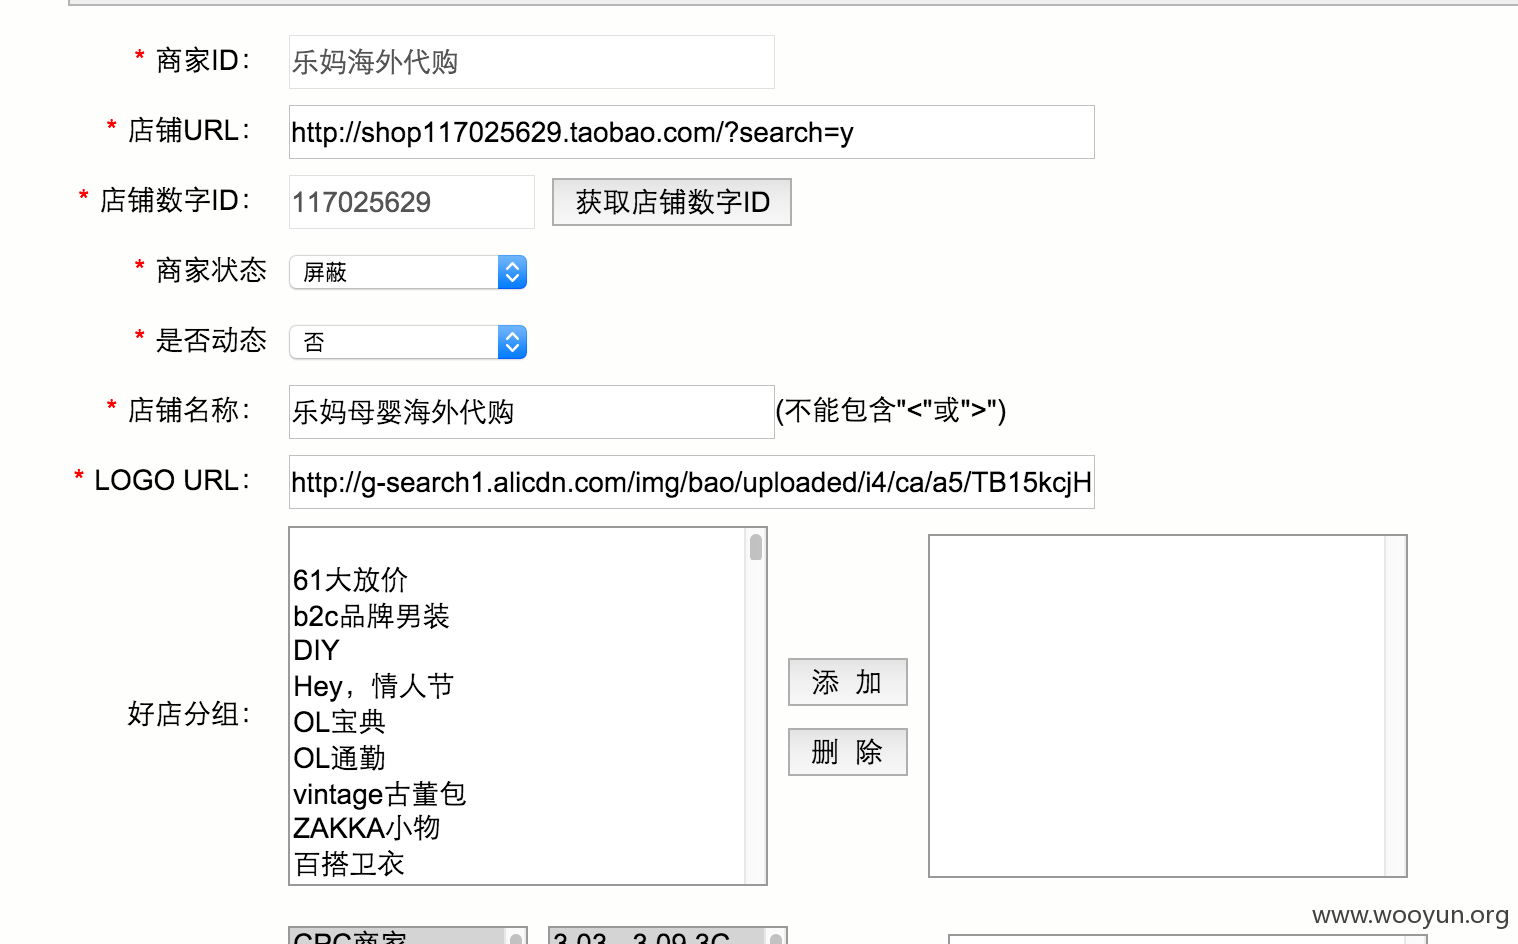 * 商家ID： 乐妈海外代购
* 店铺URL： http://shop117025629.taobao.com/?search=y
* 店铺数字ID： 117025629 获取店铺数字ID
* 商家状态 屏蔽
* 是否动态 否
* 店铺名称： 乐妈母婴海外代购 (不能包含"<"或">")
* LOGO URL： http://g-search1.alicdn.com/img/bao/uploaded/i4/ca/a5/TB15kcjH
好店分组：
61大放价
b2c品牌男装
DIY
Hey，情人节
OL宝典
OL通勤
vintage古董包
ZAKKA小物
百搭卫衣
添 加
删 除
CPC商家
3.03 - 3.09 3C
www.wooyun.org